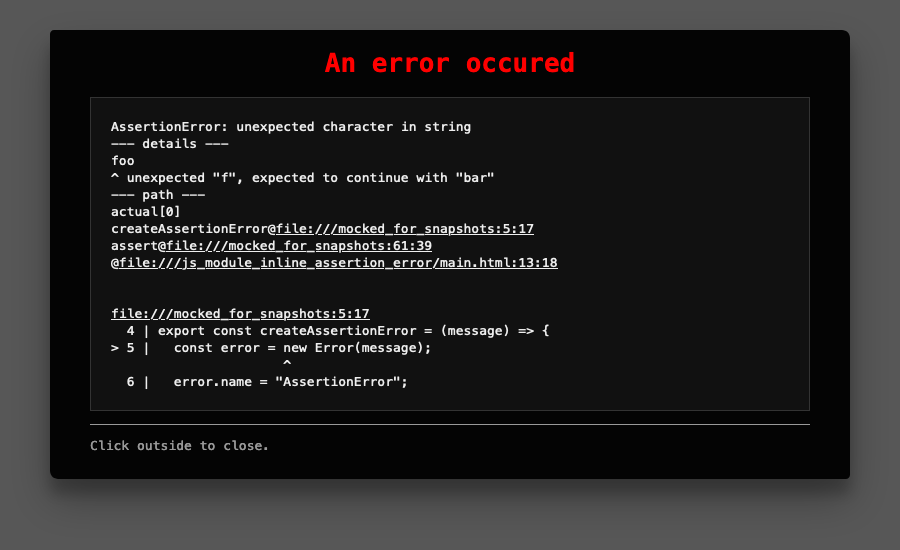 An error occured
AssertionError: unexpected character in string
--- details ---
foo
^ unexpected "f", expected to continue with "bar"
--- path ---
actual[0]
createAssertionError@file:///mocked_for_snapshots:5:17
assert@file:///mocked_for_snapshots:61:39
@file:///js_module_inline_assertion_error/main.html:13:18
file:///mocked_for_snapshots:5:17
  4 | export const createAssertionError = (message) => {
> 5 |   const error = new Error(message);
                      ^
  6 |   error.name = "AssertionError";
Click outside to close.